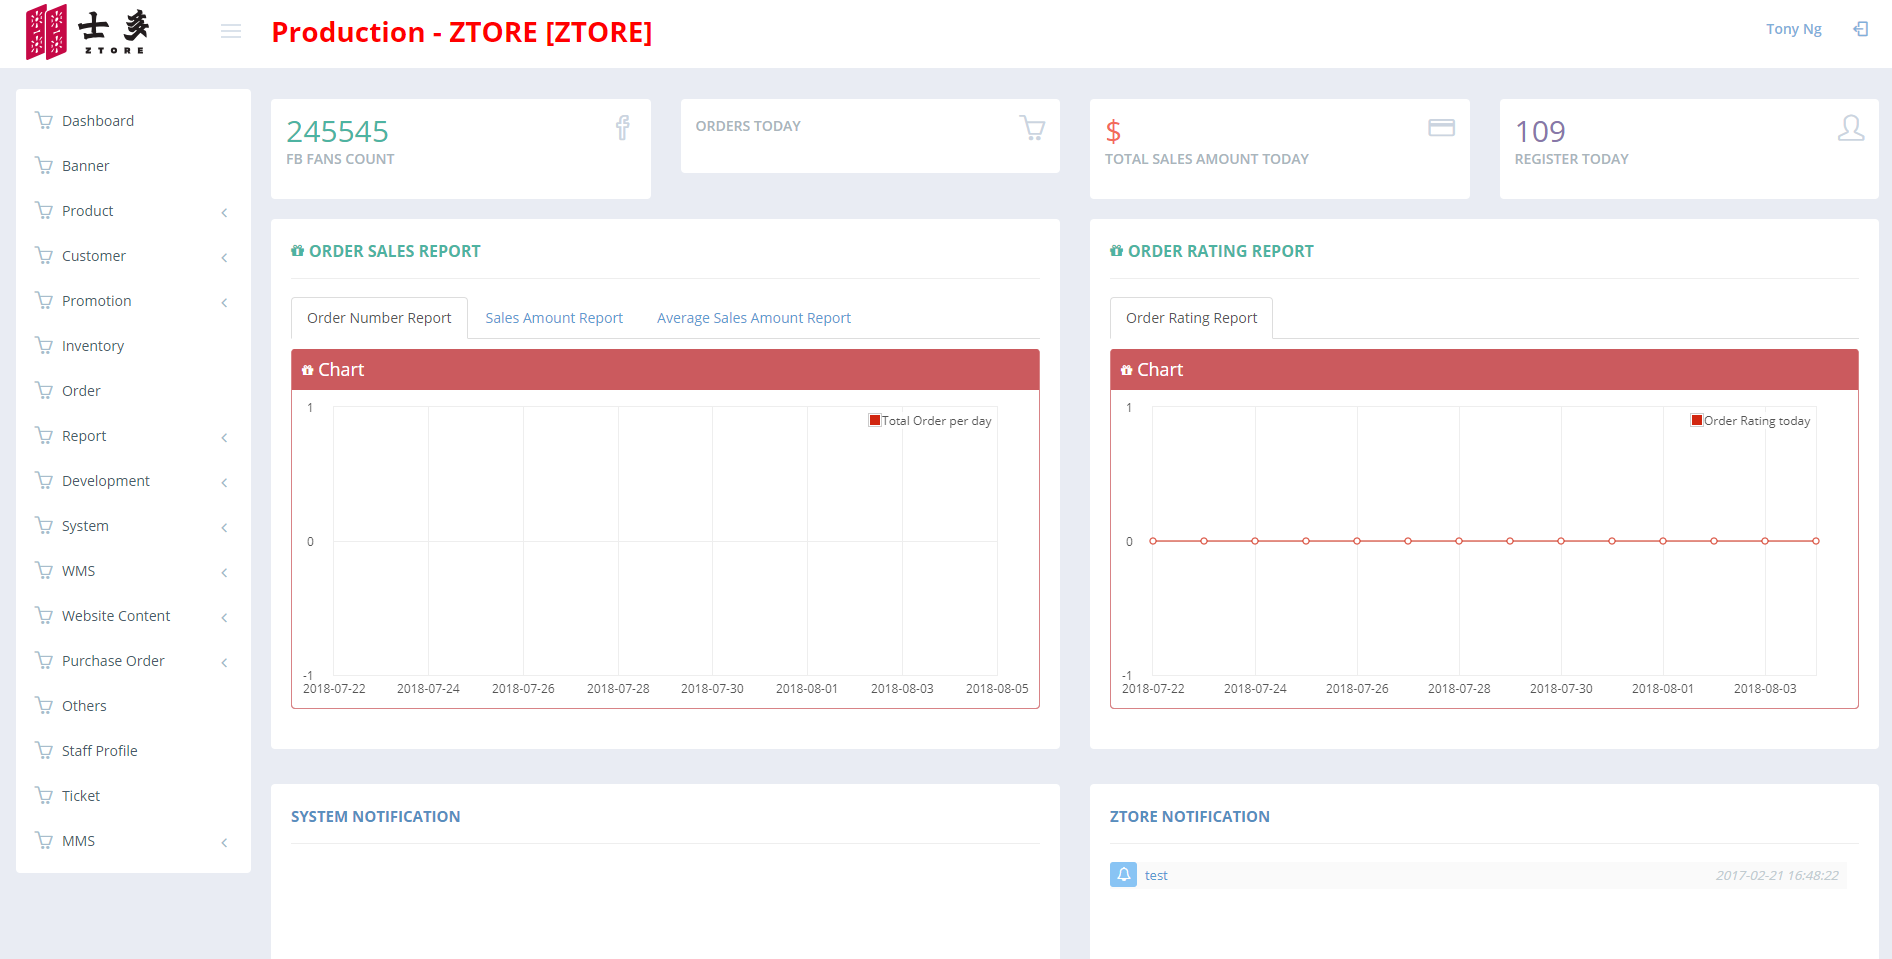 士多
ZTORE
Production - ZTORE [ZTORE]
Tony Ng
Dashboard
Banner
Product
Customer
Promotion
Inventory
Order
Report
Development
System
WMS
Website Content
Purchase Order
Others
Staff Profile
Ticket
MMS
245545
FB FANS COUNT
ORDERS TODAY
$
TOTAL SALES AMOUNT TODAY
109
REGISTER TODAY
ORDER SALES REPORT
Order Number Report Sales Amount Report Average Sales Amount Report
Chart
1
Total Order per day
0
-1
2018-07-22 2018-07-24 2018-07-26 2018-07-28 2018-07-30 2018-08-01 2018-08-03 2018-08-05
ORDER RATING REPORT
Order Rating Report
Chart
1
Order Rating today
0
-1
2018-07-22 2018-07-24 2018-07-26 2018-07-28 2018-07-30 2018-08-01 2018-08-03
SYSTEM NOTIFICATION
ZTORE NOTIFICATION
test 2017-02-21 16:48:22